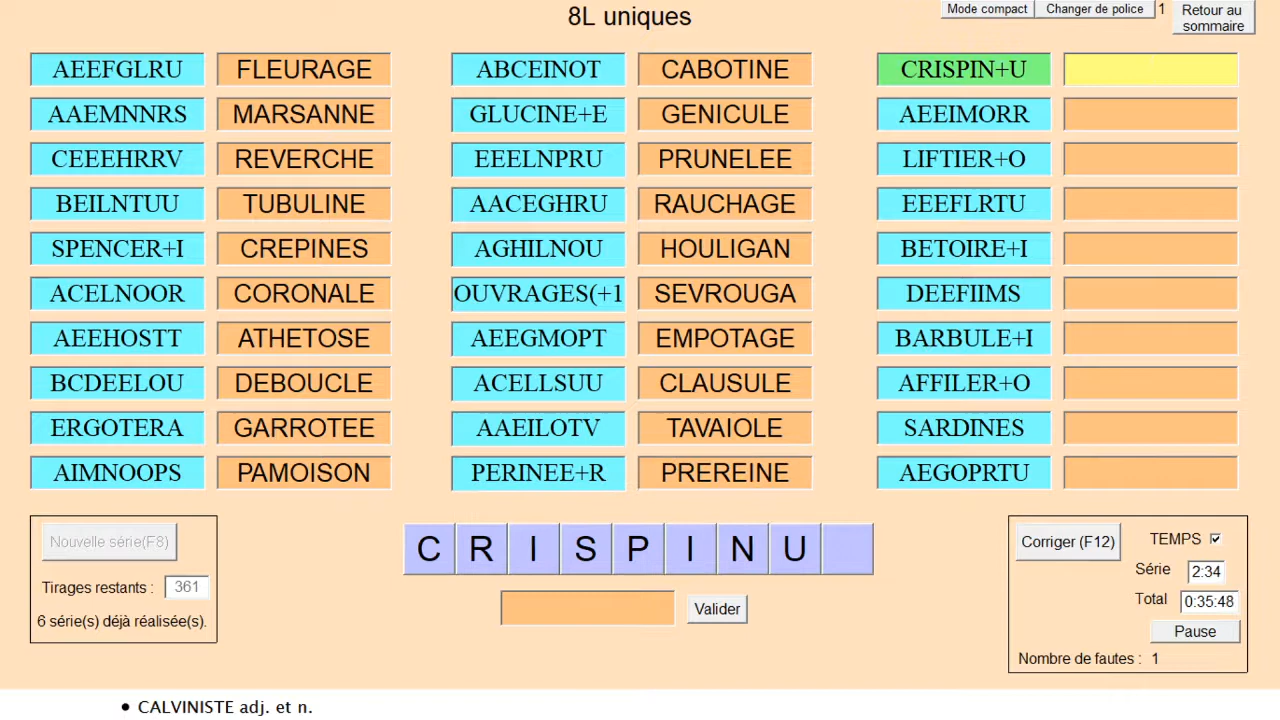 8L uniques
Mode compact
Changer de police
1
Retour au
sommaire
AEEFGLRU FLEURAGE ABCEINOT CABOTINE CRISPIN+U
AAEMNNRS MARSANNE GLUCINE+E GENICULE AEEIMORR
CEEEHRRV REVERCHE EEELNPRU PRUNELEE LIFTIER+O
BEILNTUU TUBULINE AACEGHRU RAUCHAGE EEEFLRTU
SPENCER+I CREPINES AGHILNOU HOULIGAN BETOIRE+I
ACELNOOR CORONALE OUVRAGES(+1 SEVROUGA DEEFIIMS
AEEHOSTT ATHETOSE AEEGMOPT EMPOTAGE BARBULE+I
BCDEELOU DEBOUCLE ACELLSUU CLAUSULE AFFILER+O
ERGOTERA GARROTEE AAEILOTV TAVAIOLE SARDINES
AIMNOOPS PAMOISON PERINEE+R PREREINE AEGOPRTU
Nouvelle série(F8)
Tirages restants : 361
6 série(s) déjà réalisée(s).
C R I S P I N U
Valider
Corriger (F12)
TEMPS
Série 2:34
Total 0:35:48
Pause
Nombre de fautes : 1
• CALVINISTE adj. et n.